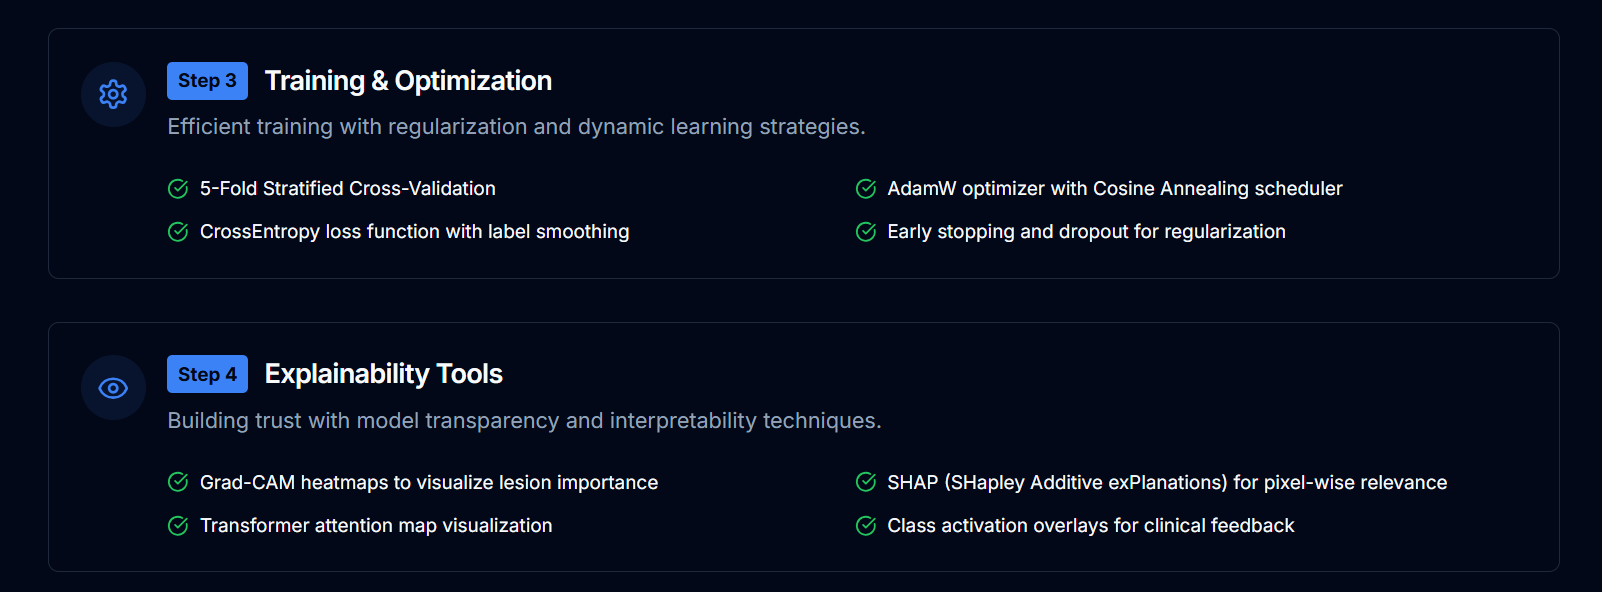 Step 3 Training & Optimization
Efficient training with regularization and dynamic learning strategies.
5-Fold Stratified Cross-Validation
AdamW optimizer with Cosine Annealing scheduler
CrossEntropy loss function with label smoothing
Early stopping and dropout for regularization
Step 4 Explainability Tools
Building trust with model transparency and interpretability techniques.
Grad-CAM heatmaps to visualize lesion importance
SHAP (SHapley Additive exPlanations) for pixel-wise relevance
Transformer attention map visualization
Class activation overlays for clinical feedback